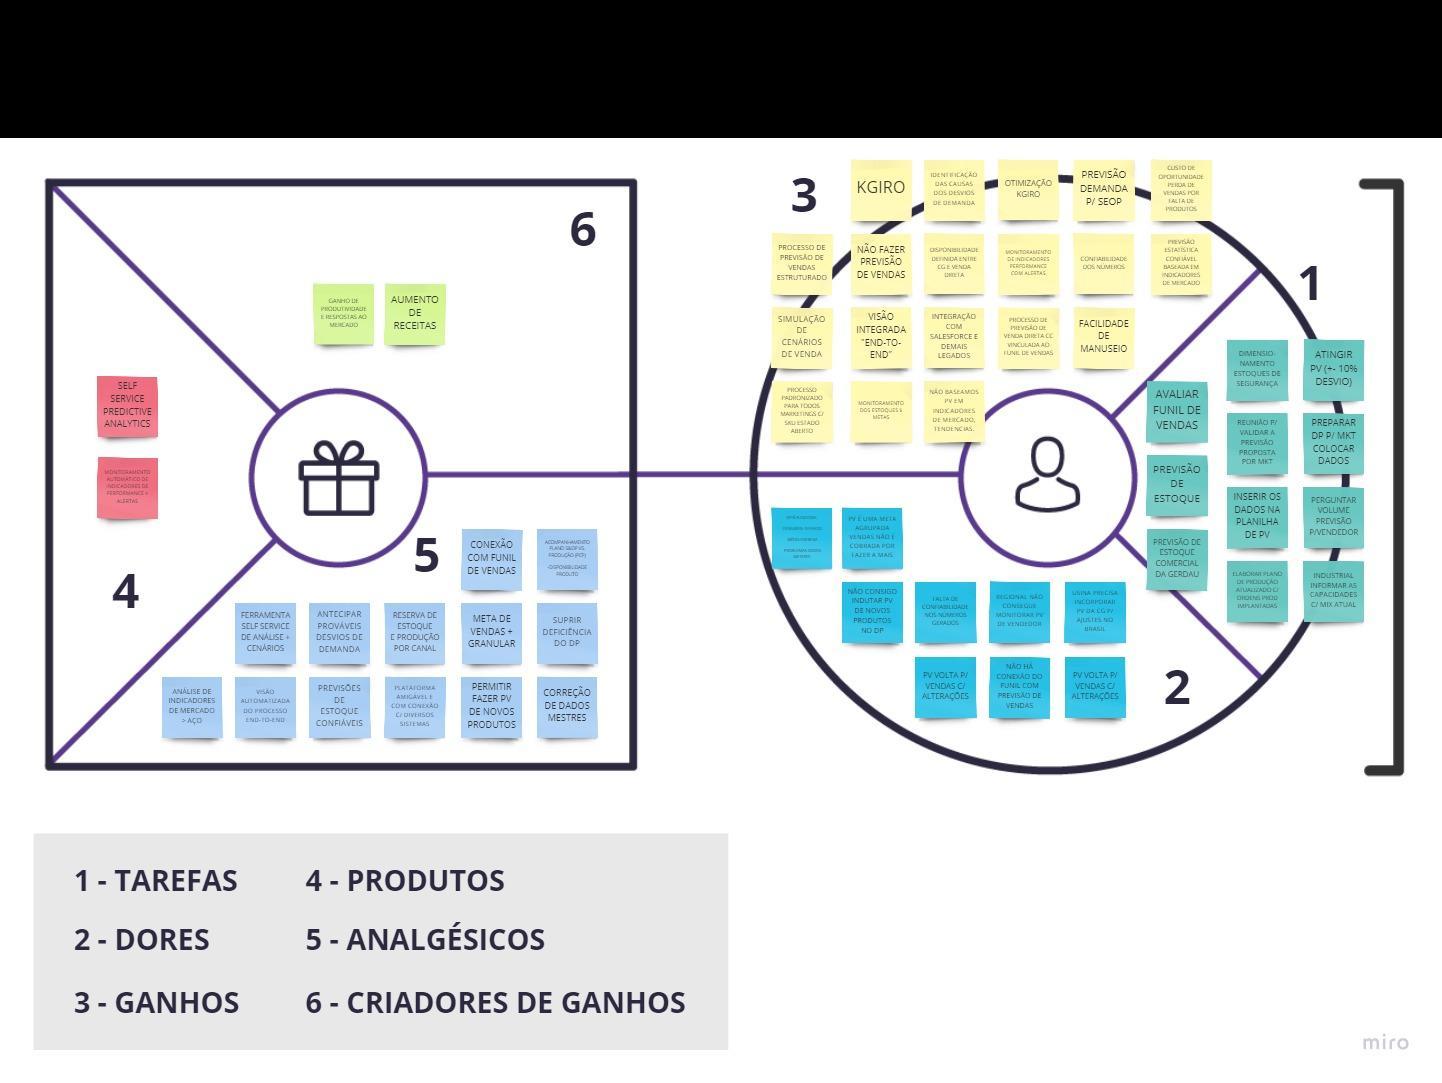 6
GANHO DE
PRODUTIVIDADE
E RESPOSTAS AO
MERCADO
AUMENTO
DE
RECEITAS
SELF
SERVICE
PREDICTIVE
ANALYTICS
MONITORAMENTO
AUTOMÁTICO DE
INDICADORES DE
PERFORMANCE +
ALERTAS
4
5
CONEXÃO
COM FUNIL
DE VENDAS
ACOMPANHAMENTO
PLANO S&OP VS.
PRODUÇÃO (PCP)
-DISPONIBILIDADE
PRODUTO
FERRAMENTA
SELF SERVICE
DE ANÁLISE +
CENÁRIOS
ANTECIPAR
PROVÁVEIS
DESVIOS DE
DEMANDA
RESERVA DE
ESTOQUE
E PRODUÇÃO
POR CANAL
META DE
VENDAS +
GRANULAR
SUPRIR
DEFICIÊNCIA
DO DP
ANÁLISE DE
INDICADORES
DE MERCADO
> AÇO
VISÃO
AUTOMATIZADA
DO PROCESSO
END-TO-END
PREVISÕES
DE
ESTOQUE
CONFIÁVEIS
PLATAFORMA
AMIGÁVEL E
COM CONEXÃO
C/ DIVERSOS
SISTEMAS
PERMITIR
FAZER PV
DE NOVOS
PRODUTOS
CORREÇÃO
DE DADOS
MESTRES
3
KGIRO
IDENTIFICAÇÃO
DAS CAUSAS
DOS DESVIOS
DE DEMANDA
OTIMIZAÇÃO
KGIRO
PREVISÃO
DEMANDA
P/ SEOP
CUSTO DE
OPORTUNIDADE
PERDA DE
VENDAS POR
FALTA DE
PRODUTOS
PROCESSO DE
PREVISÃO DE
VENDAS
ESTRUTURADO
NÃO FAZER
PREVISÃO
DE VENDAS
DISPONIBILIDADE
DEFINIDA ENTRE
CG E VENDA
DIRETA
MONITORAMENTO
DE INDICADORES
PERFORMANCE
COM ALERTAS
CONFIABILIDADE
DOS NÚMEROS
PREVISÃO
ESTATÍSTICA
CONFIÁVEL
BASEADA EM
INDICADORES
DE MERCADO
SIMULAÇÃO
DE
CENÁRIOS
DE VENDA
VISÃO
INTEGRADA
"END-TO-
END"
INTEGRAÇÃO
COM
SALESFORCE E
DEMAIS
LEGADOS
PROCESSO DE
PREVISÃO DE
VENDA DIRETA CC
VINCULADA AO
FUNIL DE VENDAS
FACILIDADE
DE
MANUSEIO
PROCESSO
PADRONIZADO
PARA TODOS
MARKETINGS C/
SKU ESTADO
ABERTO
MONITORAMENTO
DOS ESTOQUES
METAS
NÃO BASEAMOS
PV EM
INDICADORES
DE MERCADO,
TENDENCIAS.
1
AVALIAR
FUNIL DE
VENDAS
PREVISÃO
DE
ESTOQUE
PREVISÃO DE
ESTOQUE
COMERCIAL
DA GERDAU
DIMENSIO-
NAMENTO
ESTOQUES DE
SEGURANÇA
ATINGIR
PV (+- 10%
DESVIO)
REUNIÃO P/
VALIDAR A
PREVISÃO
PROPOSTA
POR MKT
PREPARAR
DP P/ MKT
COLOCAR
DADOS
INSERIR OS
DADOS NA
PLANILHA
DE PV
PERGUNTAR
VOLUME
PREVISÃO
P/VENDEDOR
ELABORAR PLANO
DE PRODUÇÃO
ATUALIZADO C/
ORDENS PROD
IMPLANTADAS
INDUSTRIAL
INFORMAR AS
CAPACIDADES
C/ MIX ATUAL
PV É UMA META
AGRUPADA
VENDAS NÃO É
COBRADA POR
FAZER A MAIS
NÃO CONSIGO
INDUTAR PV
DE NOVOS
PRODUTOS
NO DP
FALTA DE
CONFIABILIDADE
NOS NÚMEROS
GERADOS
REGIONAL NÃO
CONSEGUE
MONITORAR PV
DE VENDEDOR
USINA PRECISA
INCORPORAR
PV DA CG P/
AJUSTES NO
BRASIL
PV VOLTA P/
VENDAS C/
ALTERAÇÕES
NÃO HÁ
CONEXÃO DO
FUNIL COM
PREVISÃO DE
VENDAS
PV VOLTA P/
VENDAS C/
ALTERAÇÕES
2
1 - TAREFAS
2 - DORES
3 - GANHOS
4 - PRODUTOS
5 - ANALGÉSICOS
6 - CRIADORES DE GANHOS
miro